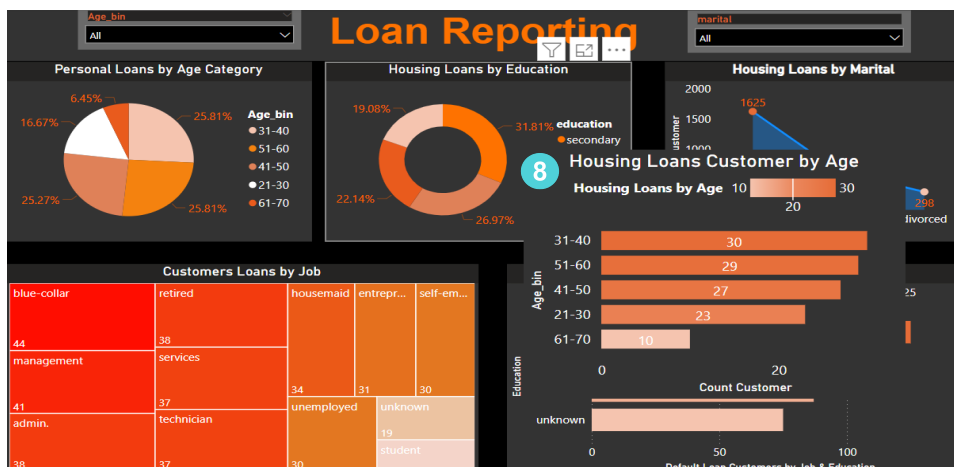 Age_bin
All
Loan Reporting
marital
All
Personal Loans by Age Category
6.45%
16.67%
25.81%
25.27%
25.81%
Age_bin
31-40
51-60
41-50
21-30
61-70
Housing Loans by Education
19.08%
31.81%
22.14%
26.97%
education
secondary
Housing Loans by Marital
2000
1625
1500
1000
298
divorced
8
Housing Loans Customer by Age
Housing Loans by Age
10
30
20
Age_bin
31-40
30
51-60
29
41-50
27
21-30
23
61-70
10
0
20
Count Customer
Customers Loans by Job
blue-collar
44
management
41
admin.
38
retired
38
services
37
technician
37
housemaid
34
entrepr...
31
self-em...
30
unemployed
30
unknown
19
student
25
Education
unknown
0
50
100
Default Loan Customers by Job & Education